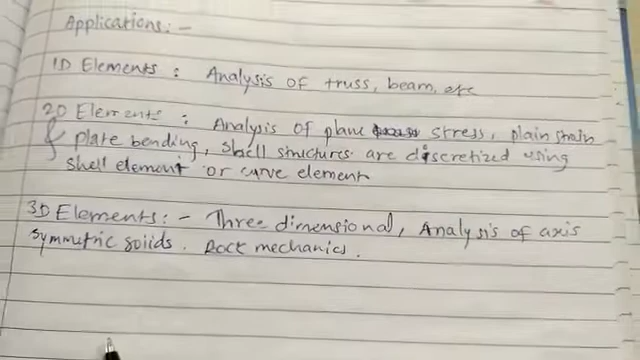 Applications:-
1D Elements : Analysis of truss, beam, etc
2D Elements : Analysis of plane stress, plain strain
& plate bending, shell structures are discretized using
shell element or curve element
3D Elements:- Three dimensional, Analysis of axis
symmetric solids. Rock mechanics.